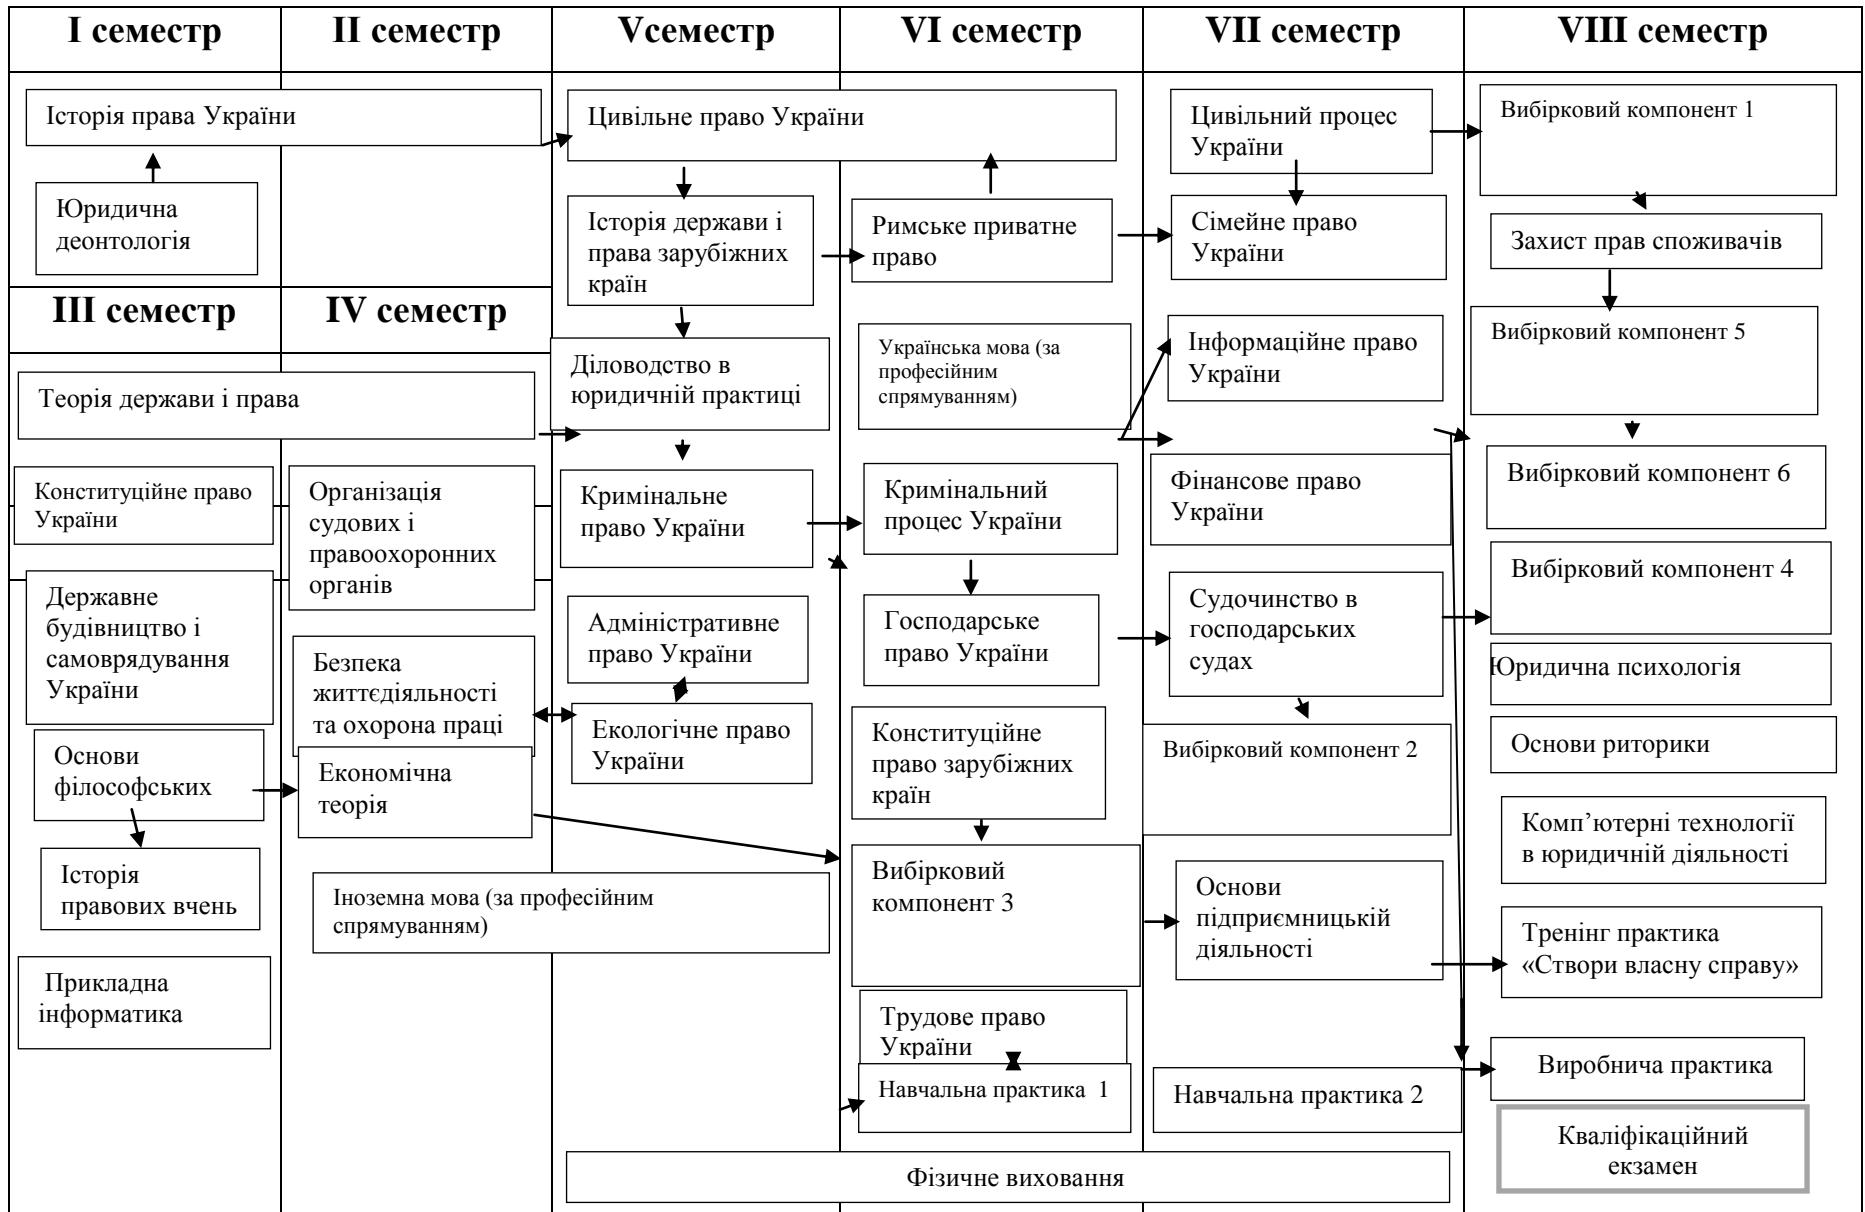 I семестр
II семестр
Vсеместр
VI семестр
VII семестр
VIII семестр
Історія права України
Юридична
деонтологія
III семестр
IV семестр
Теорія держави і права
Конституційне право
України
Організація
судових і
правоохоронних
органів
Державне
будівництво і
самоврядування
України
Безпека
життєдіяльності
та охорона праці
Основи
філософських
Економічна
теорія
Історія
правових вчень
Іноземна мова (за професійним
спрямуванням)
Прикладна
інформатика
Цивільне право України
Історія держави і
права зарубіжних
країн
Діловодство в
юридичній практиці
Кримінальне
право України
Адміністративне
право України
Екологічне право
України
Римське приватне
право
Українська мова (за
професійним
спрямуванням)
Кримінальний
процес України
Господарське
право України
Конституційне
право зарубіжних
країн
Вибірковий
компонент 3
Трудове право
України
Навчальна практика 1
Цивільний процес
України
Сімейне право
України
Інформаційне право
України
Фінансове право
України
Судочинство в
господарських
судах
Вибірковий компонент 2
Основи
підприємницькій
діяльності
Навчальна практика 2
Фізичне виховання
Вибірковий компонент 1
Захист прав споживачів
Вибірковий компонент 5
Вибірковий компонент 6
Вибірковий компонент 4
Юридична психологія
Основи риторики
Комп’ютерні технології
в юридичній діяльності
Тренінг практика
«Створи власну справу»
Виробнича практика
Кваліфікаційний
екзамен